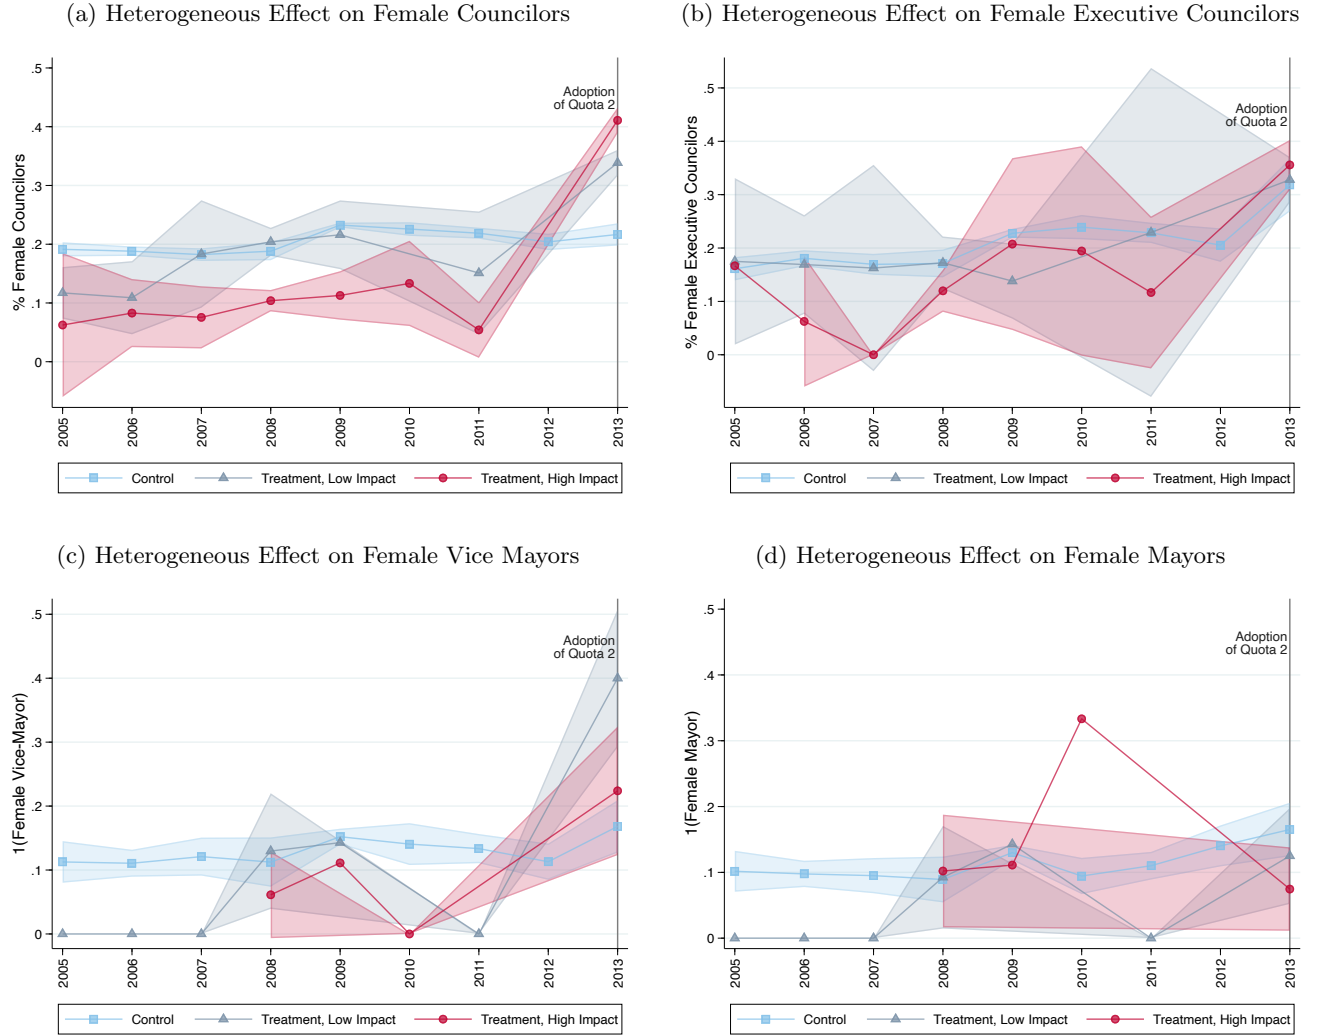 (a) Heterogeneous Effect on Female Councilors
% Female Councilors
.5
.4
.3
.2
.1
0
Adoption
of Quota 2
2005
2006
2007
2008
2009
2010
2011
2012
2013
Control
Treatment, Low Impact
Treatment, High Impact
(b) Heterogeneous Effect on Female Executive Councilors
% Female Executive Councilors
.5
.4
.3
.2
.1
0
Adoption
of Quota 2
2005
2006
2007
2008
2009
2010
2011
2012
2013
Control
Treatment, Low Impact
Treatment, High Impact
(c) Heterogeneous Effect on Female Vice Mayors
1(Female Vice-Mayor)
.5
.4
.3
.2
.1
0
Adoption
of Quota 2
2005
2006
2007
2008
2009
2010
2011
2012
2013
Control
Treatment, Low Impact
Treatment, High Impact
(d) Heterogeneous Effect on Female Mayors
1(Female Mayor)
.5
.4
.3
.2
.1
0
Adoption
of Quota 2
2005
2006
2007
2008
2009
2010
2011
2012
2013
Control
Treatment, Low Impact
Treatment, High Impact